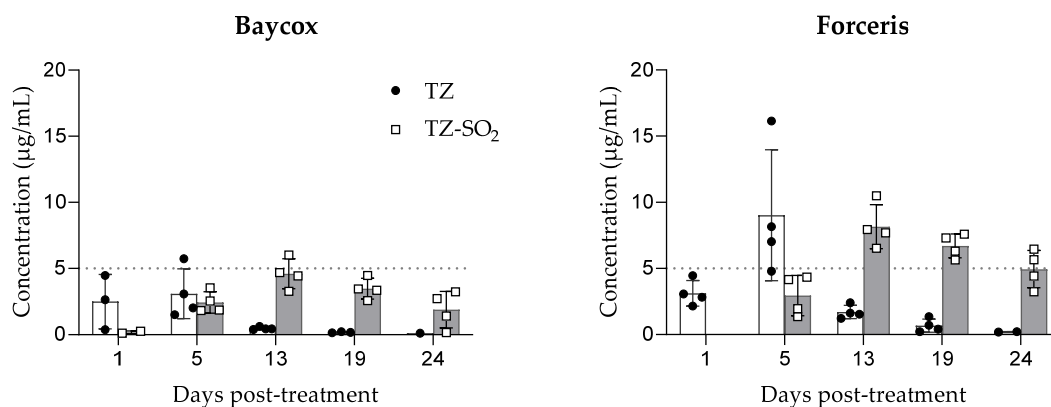 Baycox
Forceris
Concentration (µg/mL)
20
15
10
5
0
TZ
TZ-SO₂
1 5 13 19 24
Days post-treatment
Concentration (µg/mL)
20
15
10
5
0
1 5 13 19 24
Days post-treatment